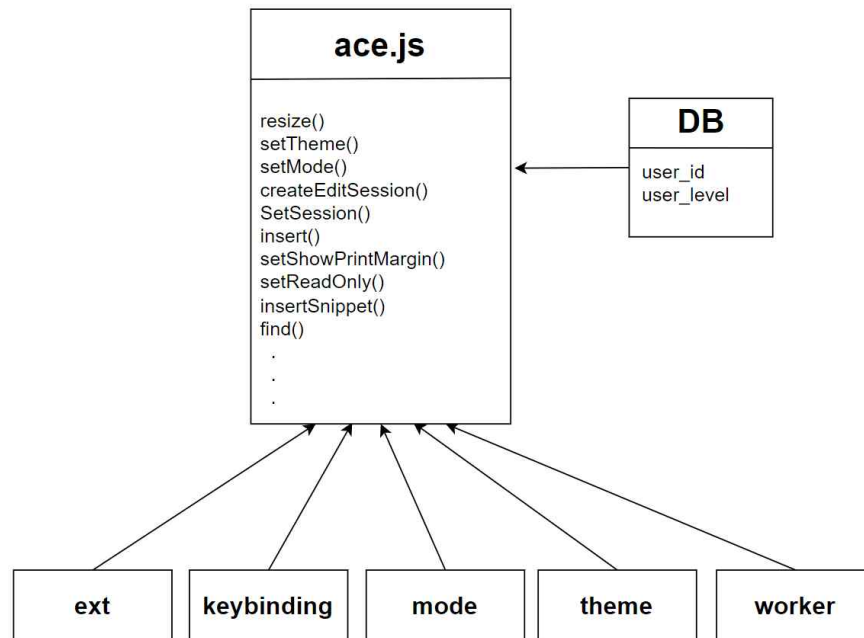 ace.js
resize()
setTheme()
setMode()
createEditSession()
SetSession()
insert()
setShowPrintMargin()
setReadOnly()
insertSnippet()
find()
.
.
.
DB
user_id
user_level
ext
keybinding
mode
theme
worker